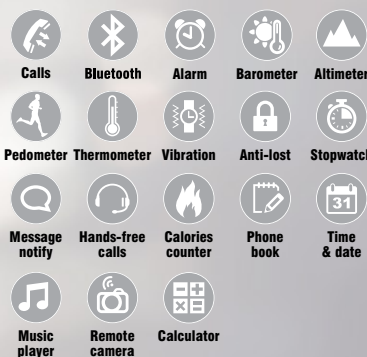 Calls Bluetooth Alarm Barometer Altimeter
Pedometer Thermometer Vibration Anti-lost Stopwatch
31
Message Hands-free Calories Phone Time
notify calls counter book & date
Music Remote Calculator
player camera